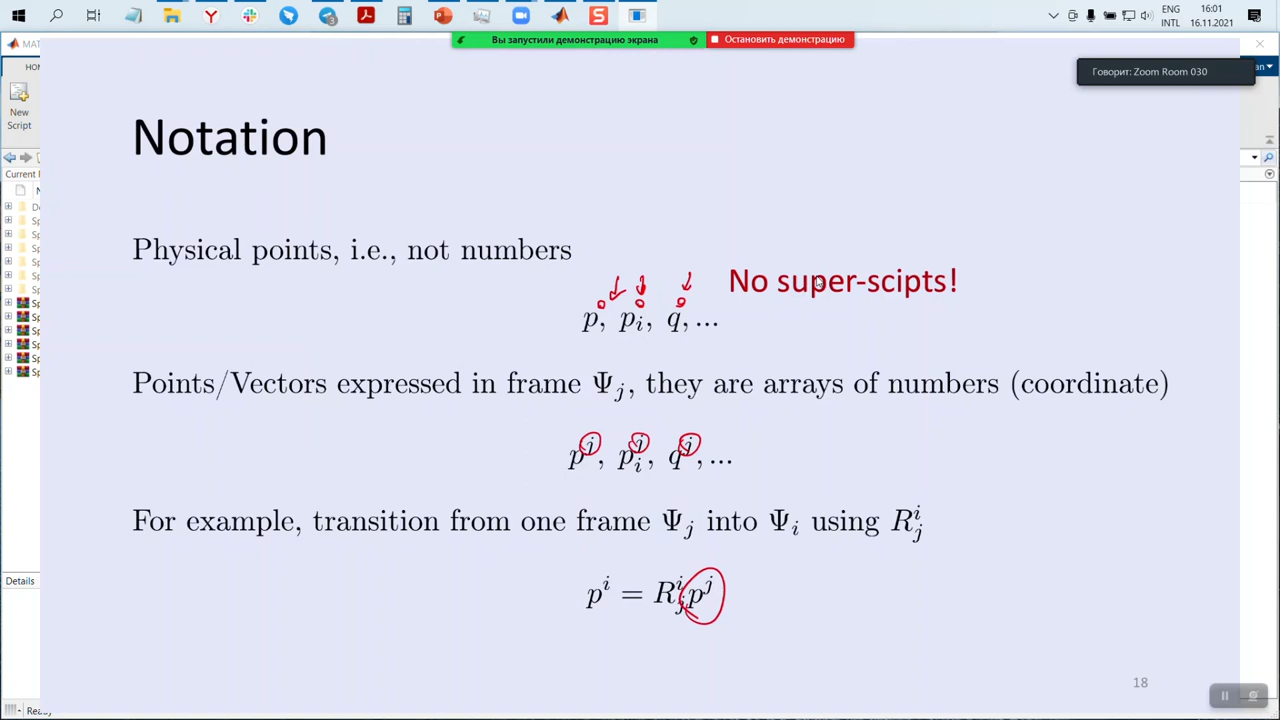 ENG
16:01
INTL
16.11.2021
Вы запустили демонстрацию экрана
Остановить демонстрацию
Говорит: Zoom Room 030
New
Script
Notation
Physical points, i.e., not numbers
No super-scipts!
p, p_i, q, ...
Points/Vectors expressed in frame Ψ_j, they are arrays of numbers (coordinate)
p^j, p_i^j, q^j, ...
For example, transition from one frame Ψ_j into Ψ_i using R_j^i
p^i = R_j^i p^j
Details
18